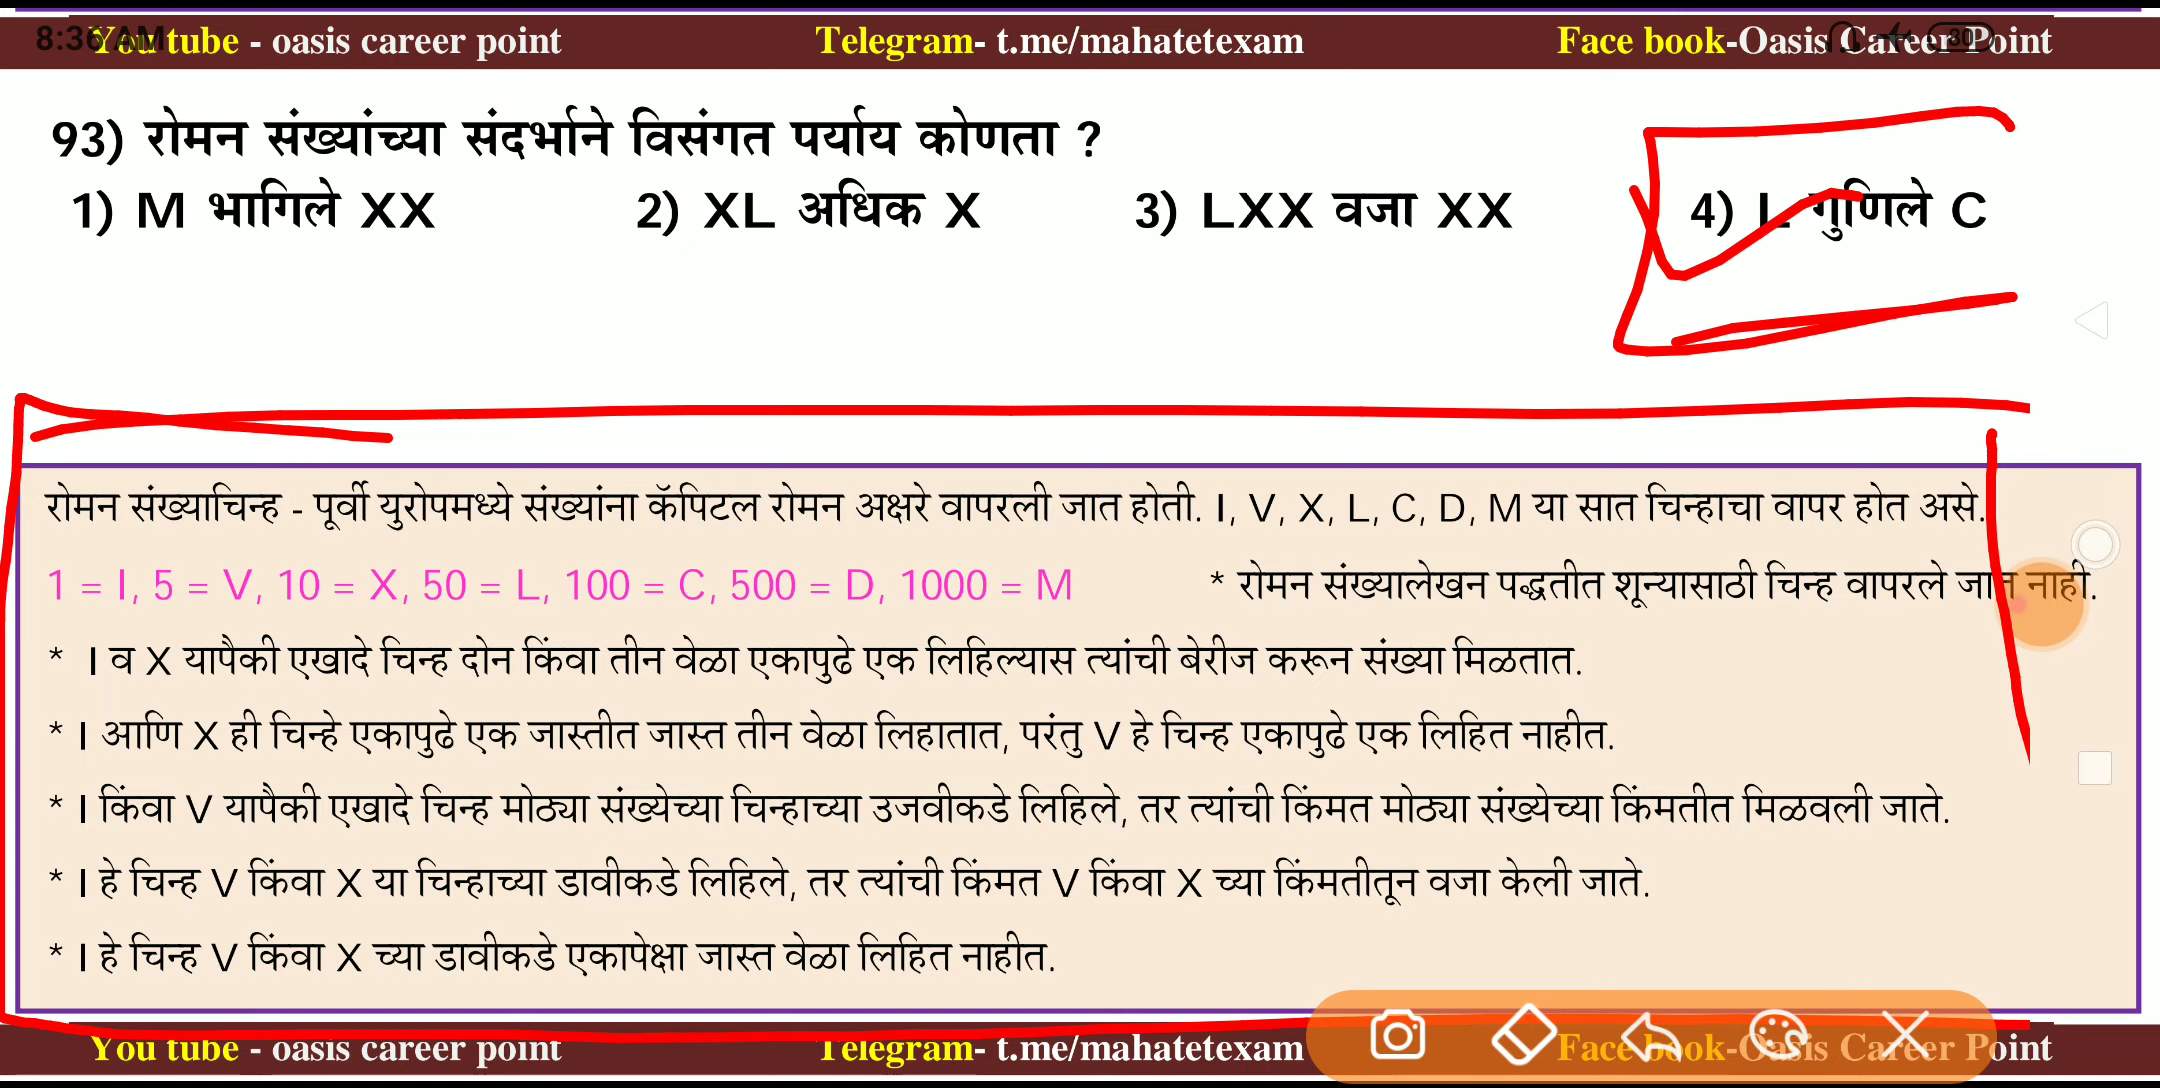 8:36 AM
You tube - oasis career point Telegram- t.me/mahatetexam Face book-Oasis Career Point
93) रोमन संख्यांच्या संदर्भाने विसंगत पर्याय कोणता ?
1) M भागिले XX 2) XL अधिक X 3) LXX वजा XX 4) L गुणिले C
रोमन संख्याचिन्ह - पूर्वी युरोपमध्ये संख्यांना कॅपिटल रोमन अक्षरे वापरली जात होती. I, V, X, L, C, D, M या सात चिन्हाचा वापर होत असे.
1 = I, 5 = V, 10 = X, 50 = L, 100 = C, 500 = D, 1000 = M * रोमन संख्यालेखन पद्धतीत शून्यासाठी चिन्ह वापरले जात नाही.
* I व X यापैकी एखादे चिन्ह दोन किंवा तीन वेळा एकापुढे एक लिहिल्यास त्यांची बेरीज करून संख्या मिळतात.
* I आणि X ही चिन्हे एकापुढे एक जास्तीत जास्त तीन वेळा लिहातात, परंतु V हे चिन्ह एकापुढे एक लिहित नाहीत.
* I किंवा V यापैकी एखादे चिन्ह मोठ्या संख्येच्या चिन्हाच्या उजवीकडे लिहिले, तर त्यांची किंमत मोठ्या संख्येच्या किंमतीत मिळवली जाते.
* I हे चिन्ह V किंवा X या चिन्हाच्या डावीकडे लिहिले, तर त्यांची किंमत V किंवा X च्या किंमतीतून वजा केली जाते.
* I हे चिन्ह V किंवा X च्या डावीकडे एकापेक्षा जास्त वेळा लिहित नाहीत.
You tube - oasis career point Telegram- t.me/mahatetexam Face book-Oasis Career Point